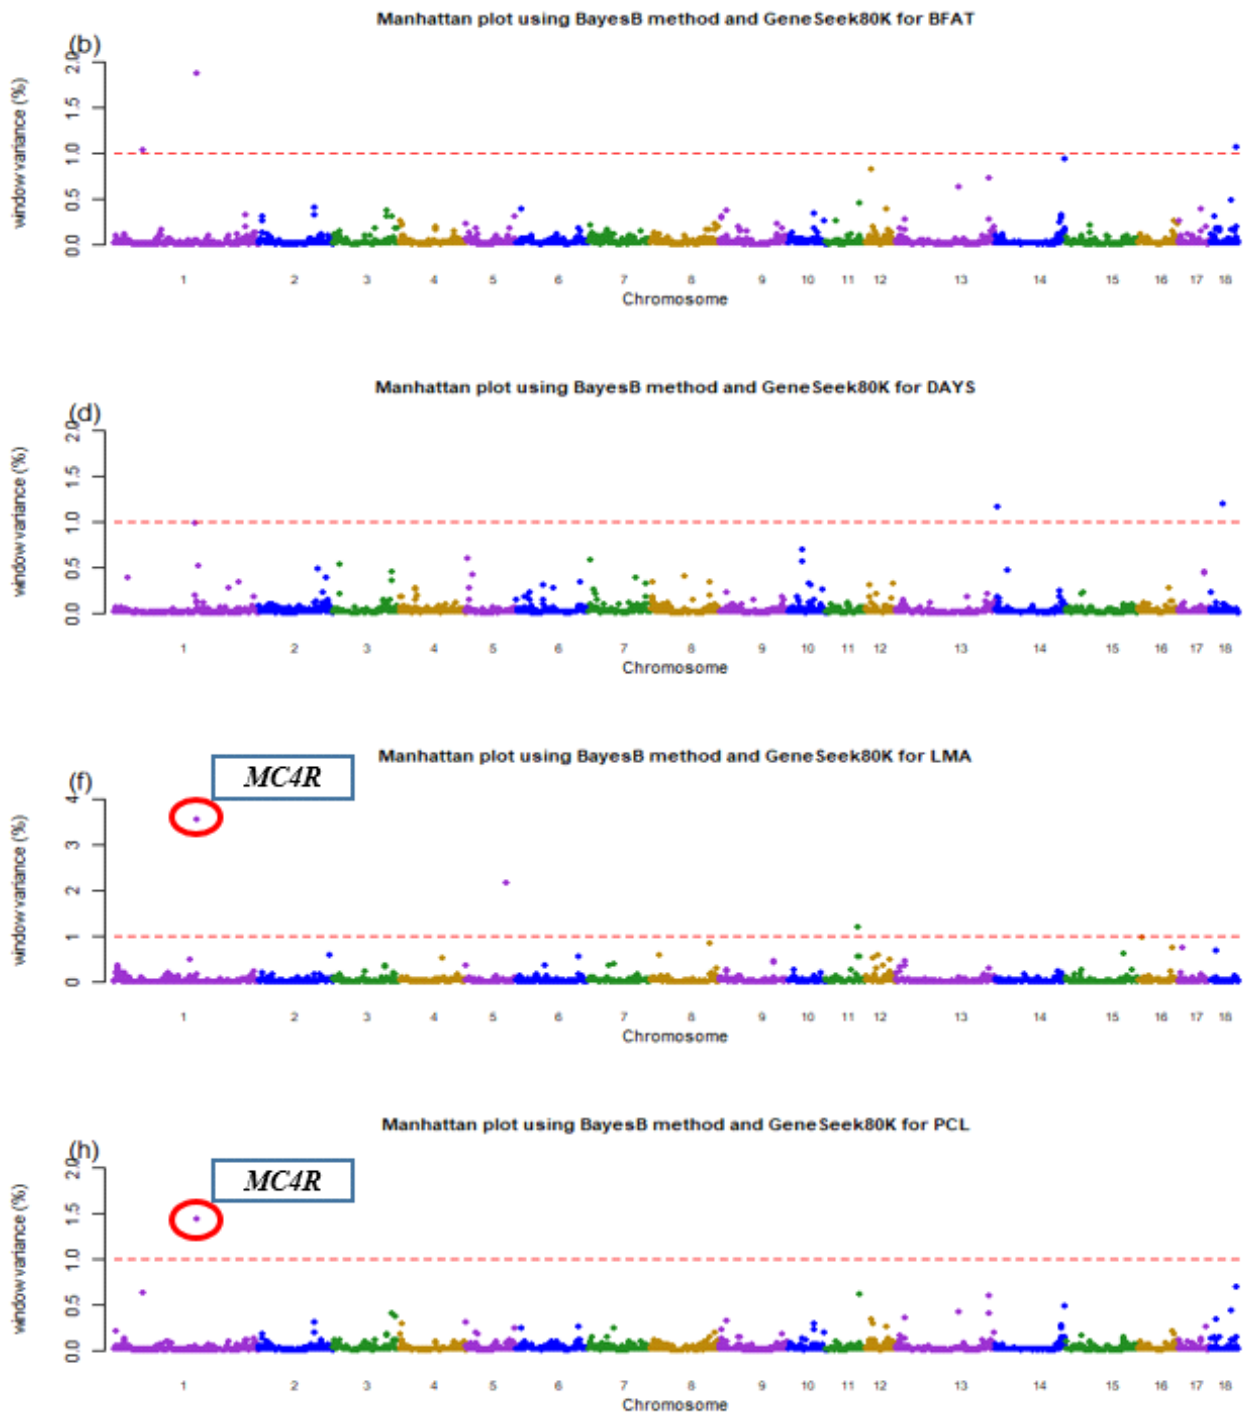 Manhattan plot using BayesB method and GeneSeek80K for BFAT
(b)
window variance (%)
2.0
1.5
1.0
0.5
0.0
1 2 3 4 5 6 7 8 9 10 11 12 13 14 15 16 17 18
Chromosome
Manhattan plot using BayesB method and GeneSeek80K for DAYS
(d)
window variance (%)
2.0
1.5
1.0
0.5
0.0
1 2 3 4 5 6 7 8 9 10 11 12 13 14 15 16 17 18
Chromosome
Manhattan plot using BayesB method and GeneSeek80K for LMA
MC4R
(f)
window variance (%)
4
3
2
1
0
1 2 3 4 5 6 7 8 9 10 11 12 13 14 15 16 17 18
Chromosome
Manhattan plot using BayesB method and GeneSeek80K for PCL
(h)
MC4R
window variance (%)
2.0
1.5
1.0
0.5
0.0
1 2 3 4 5 6 7 8 9 10 11 12 13 14 15 16 17 18
Chromosome